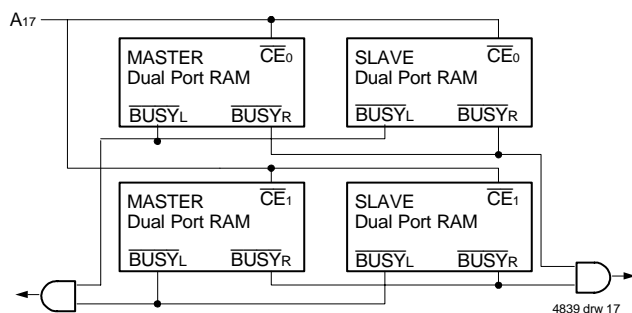 A17
MASTER CE0
Dual Port RAM
BUSYL BUSYR
SLAVE CE0
Dual Port RAM
BUSYL BUSYR
MASTER CE1
Dual Port RAM
BUSYL BUSYR
SLAVE CE1
Dual Port RAM
BUSYL BUSYR
4839 drw 17